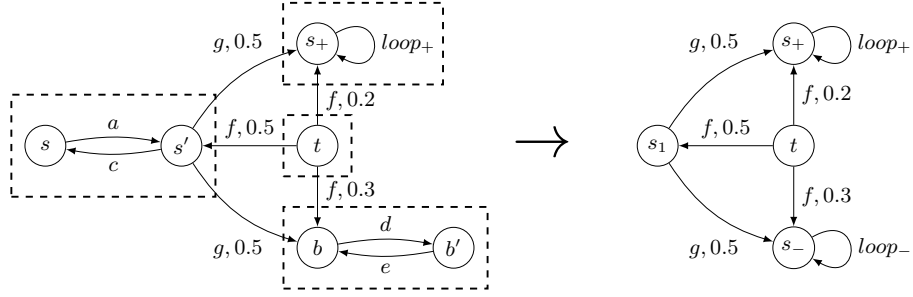 g, 0.5
s+
loop+
f, 0.2
s
a
c
s′
f, 0.5
t
f, 0.3
g, 0.5
b
d
e
b′
g, 0.5
s+
loop+
f, 0.2
s1
f, 0.5
t
f, 0.3
g, 0.5
s−
loop−